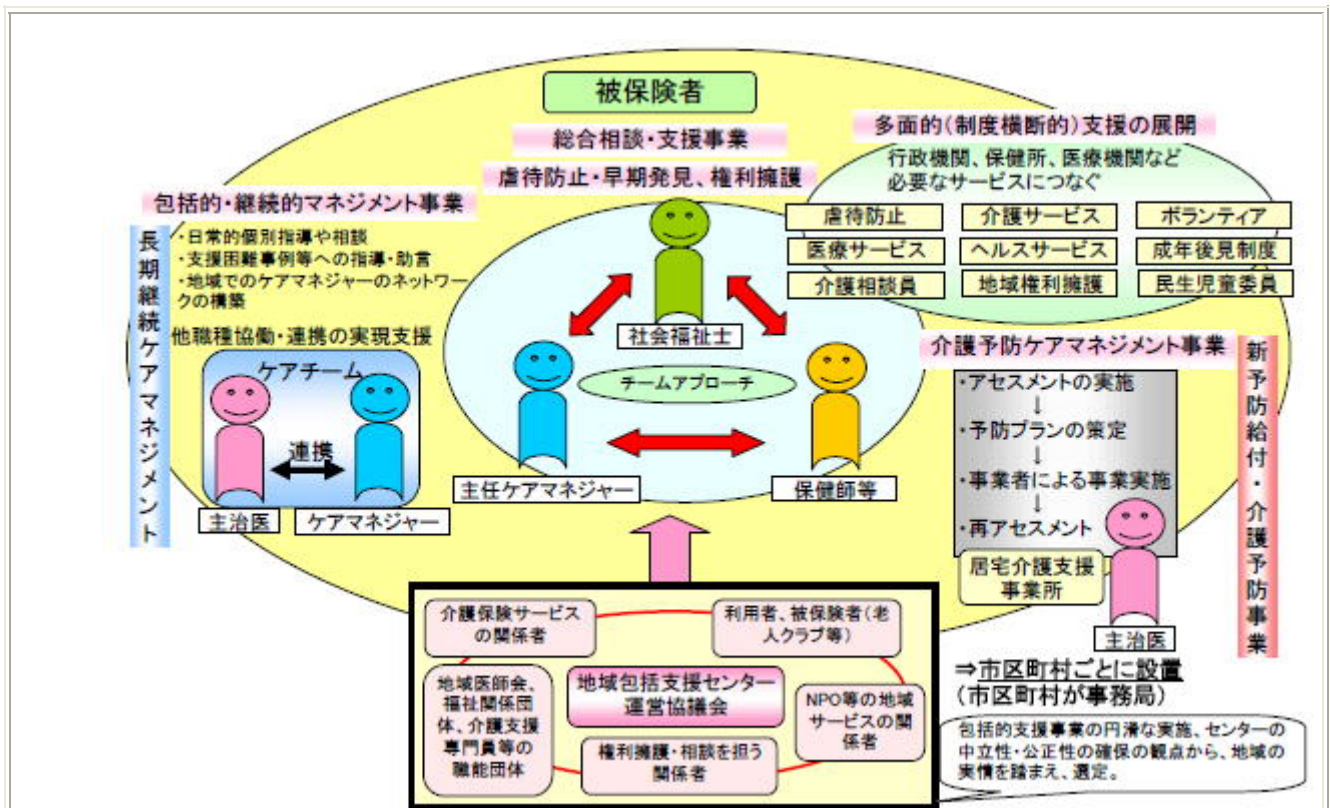 被保険者
総合相談・支援事業
虐待防止・早期発見、権利擁護
多面的(制度横断的)支援の展開
行政機関、保健所、医療機関など
必要なサービスにつなぐ
虐待防止
介護サービス
ボランティア
医療サービス
ヘルスサービス
成年後見制度
介護相談員
地域権利擁護
民生児童委員
包括的・継続的マネジメント事業
長期継続ケアマネジメント
・日常的個別指導や相談
・支援困難事例等への指導・助言
・地域でのケアマネジャーのネットワー
クの構築
他職種協働・連携の実現支援
ケアチーム
連携
主治医
ケアマネジャー
社会福祉士
チームアプローチ
主任ケアマネジャー
保健師等
介護予防ケアマネジメント事業
新予防給付・介護予防事業
・アセスメントの実施
↓
・予防プランの策定
↓
・事業者による事業実施
↓
・再アセスメント
居宅介護支援
事業所
主治医
介護保険サービス
の関係者
利用者、被保険者(老
人クラブ等)
地域医師会、
福祉関係団
体、介護支援
専門員等の
職能団体
地域包括支援センター
運営協議会
NPO等の地域
サービスの関
係者
権利擁護・相談を担う
関係者
⇒市区町村ごとに設置
(市区町村が事務局)
包括的支援事業の円滑な実施、センターの
中立性・公正性の確保の観点から、地域の
実情を踏まえ、選定。